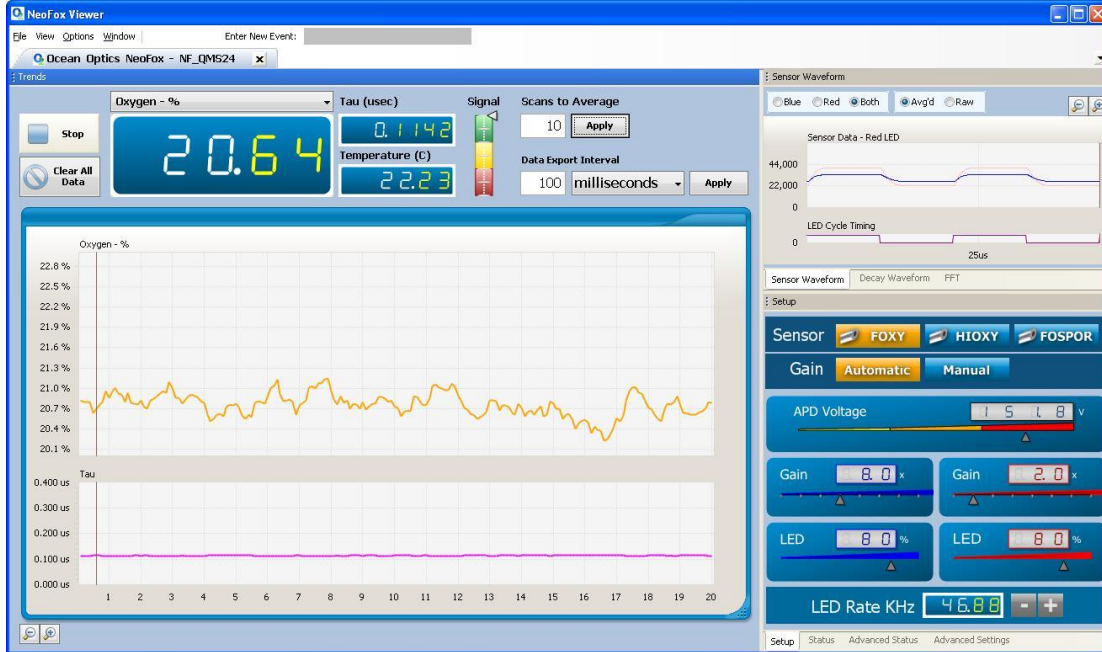 NeoFox Viewer
File View Options Window Enter New Event:
Ocean Optics NeoFox - NF_QMS24 x
Trends
Oxygen - %
Tau (usec)
Signal
Scans to Average
Stop
20.64
0.1142
10 Apply
Clear All
Data
Temperature (C)
22.23
Data Export Interval
100 milliseconds Apply
Oxygen - %
22.8 %
22.5 %
22.2 %
21.9 %
21.6 %
21.3 %
21.0 %
20.7 %
20.4 %
20.1 %
Tau
0.400 us
0.300 us
0.200 us
0.100 us
0.000 us
1 2 3 4 5 6 7 8 9 10 11 12 13 14 15 16 17 18 19 20
Sensor Waveform
Blue Red Both Avg'd Raw
Sensor Data - Red LED
44,000
22,000
0
LED Cycle Timing
0
25us
Sensor Waveform Decay Waveform FFT
Setup
Sensor FOXY HIOXY FOSPOR
Gain Automatic Manual
APD Voltage 151.8 V
Gain 8.0 x Gain 2.0 x
LED 80 % LED 80 %
LED Rate KHz 46.88 - +
Setup Status Advanced Status Advanced Settings